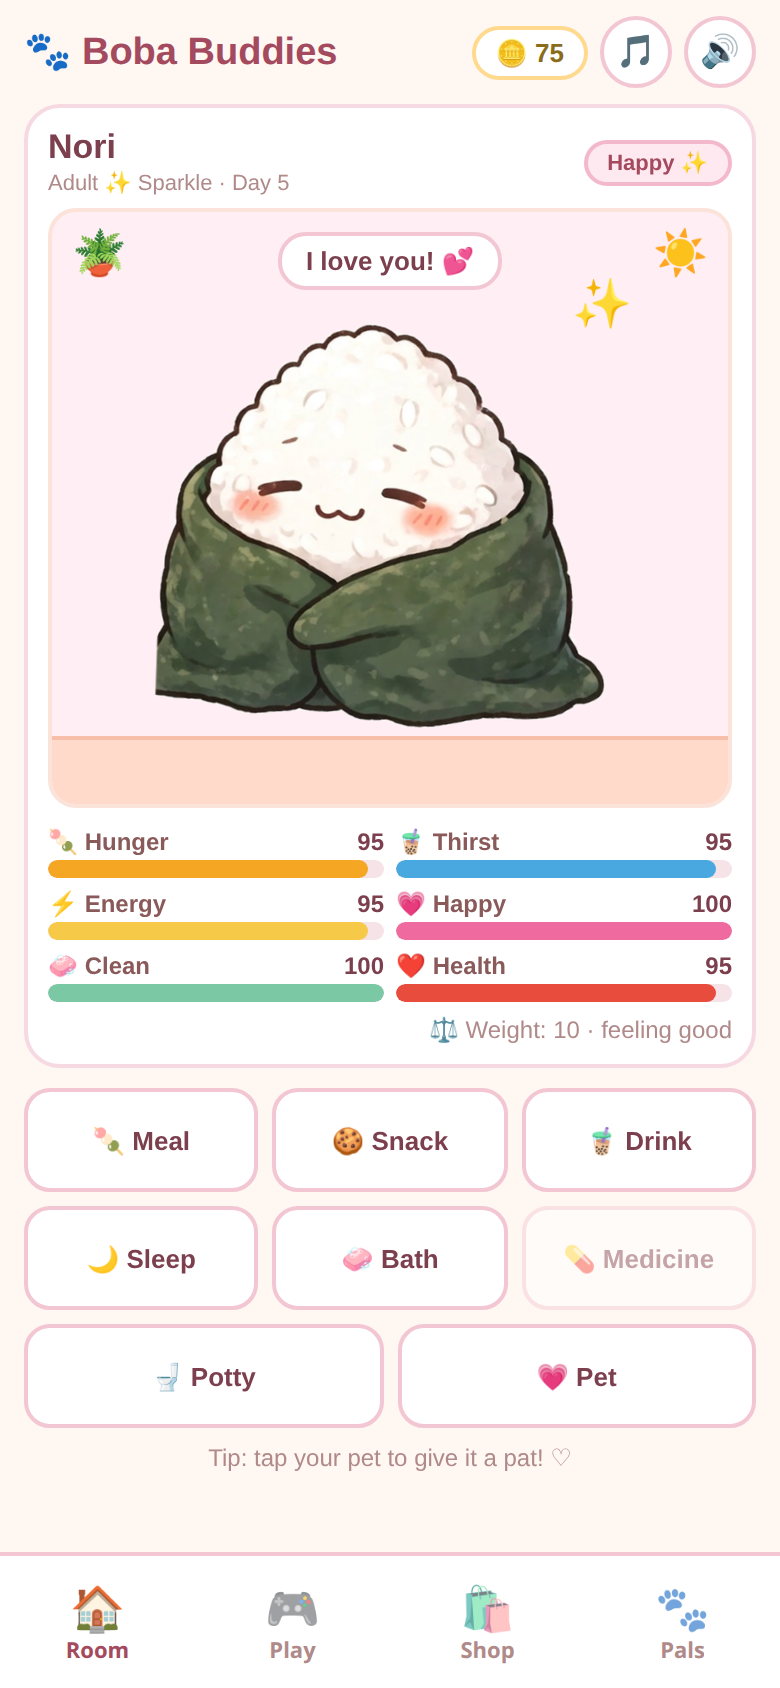 🐾 Boba Buddies
🪙 75
🎵
🔊
Nori
Adult ✨ Sparkle · Day 5
Happy ✨
I love you! 💕
🍡 Hunger 95
🧋 Thirst 95
⚡ Energy 95
💗 Happy 100
🧼 Clean 100
❤️ Health 95
⚖️ Weight: 10 · feeling good
🍡 Meal
🍪 Snack
🧋 Drink
🌙 Sleep
🧼 Bath
💊 Medicine
🚽 Potty
💗 Pet
Tip: tap your pet to give it a pat! ♡
Room
Play
Shop
Pals